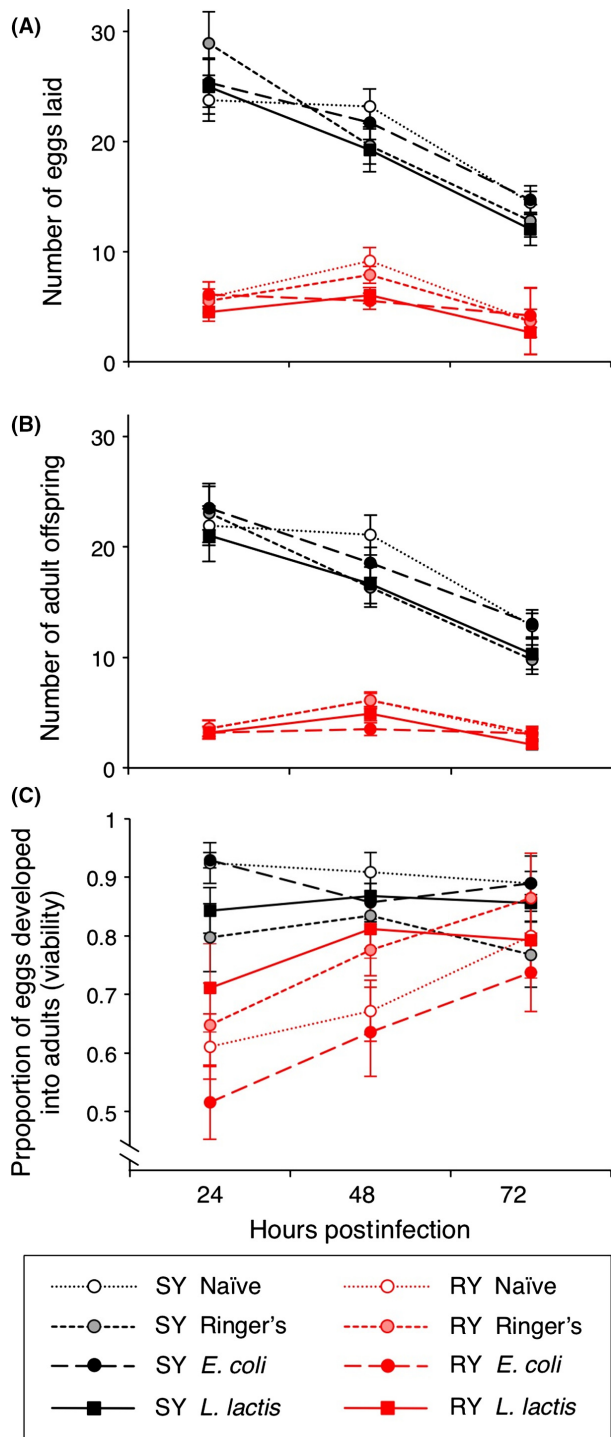 (A)
Number of eggs laid
30
20
10
0
(B)
Number of adult offspring
30
20
10
0
(C)
Prpoportion of eggs developed
into adults (viability)
1
0.9
0.8
0.7
0.6
0.5
24 48 72
Hours postinfection
SY Naïve RY Naïve
SY Ringer's RY Ringer's
SY E. coli RY E. coli
SY L. lactis RY L. lactis